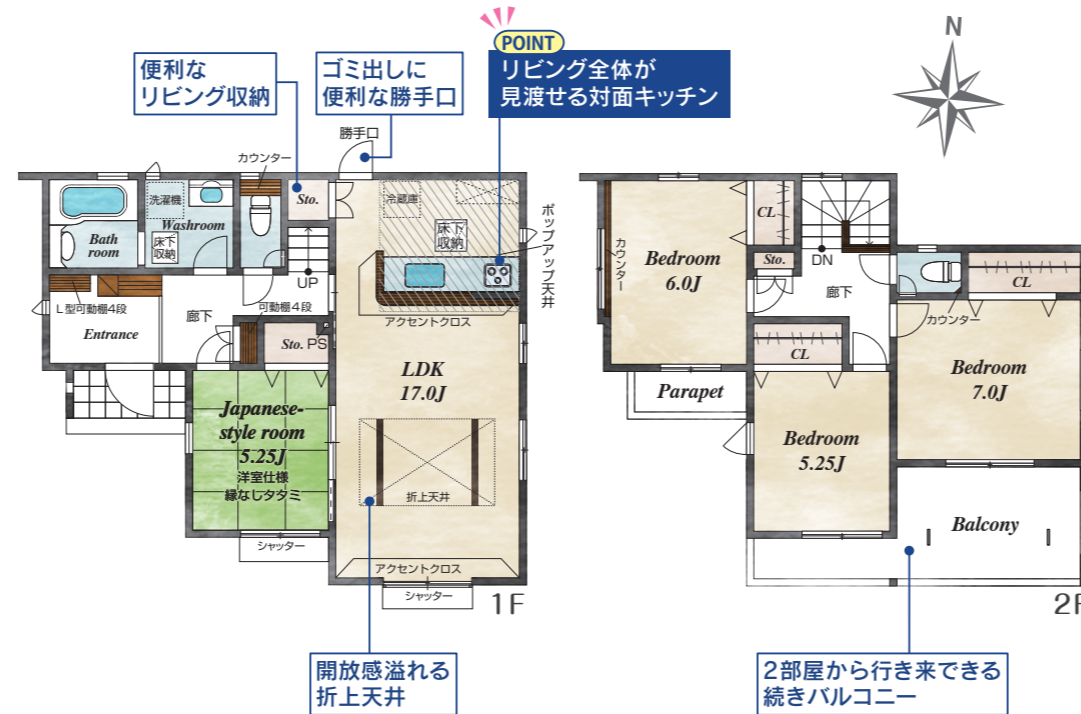 POINT
便利な
リビング収納
ゴミ出しに
便利な勝手口
リビング全体が
見渡せる対面キッチン
N
勝手口
カウンター
洗濯機
Washroom
床下
収納
Bath
room
Sto.
冷蔵庫
床下
収納
ポップアップ天井
UP
L型可動棚4段
Entrance
廊下
可動棚4段
Sto.
PS
アクセントクロス
LDK
17.0J
Japanese-
style room
5.25J
洋室仕様
縁なしタタミ
折上天井
シャッター
アクセントクロス
シャッター
1F
カウンター
Bedroom
6.0J
CL
Sto.
DN
廊下
カウンター
CL
CL
Parapet
Bedroom
5.25J
Bedroom
7.0J
Balcony
2F
開放感溢れる
折上天井
2部屋から行き来できる
続きバルコニー